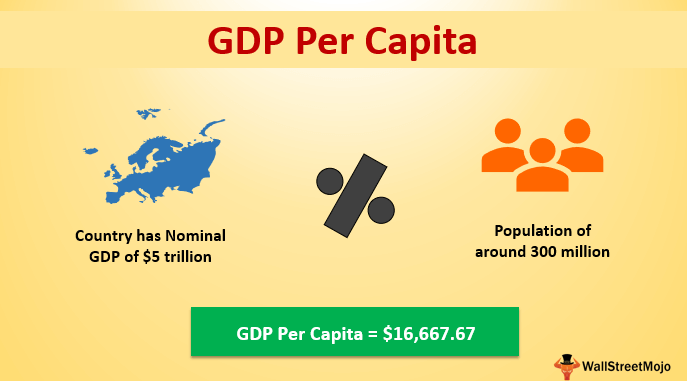 GDP Per Capita
Country has Nominal
GDP of $5 trillion
Population of
around 300 million
GDP Per Capita = $16,667.67
WallStreetMojo